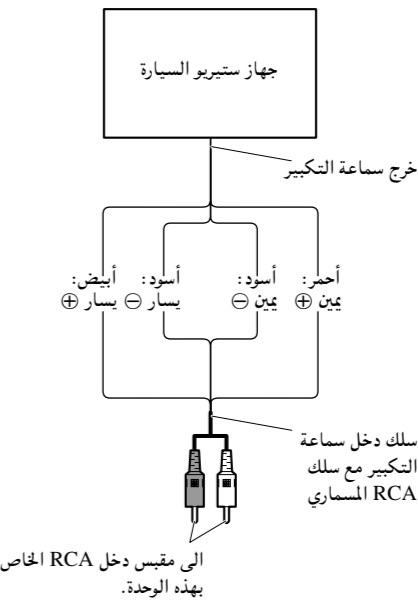 جهاز ستيريو السيارة
خرج سماعة التكبير
أحمر:
يمين ⊕
أسود:
يمين ⊖
أسود:
يسار ⊖
أبيض:
يسار ⊕
سلك دخل سماعة
التكبير مع سلك
RCA المسماري
الى مقبس دخل RCA الخاص
بهذه الوحدة.